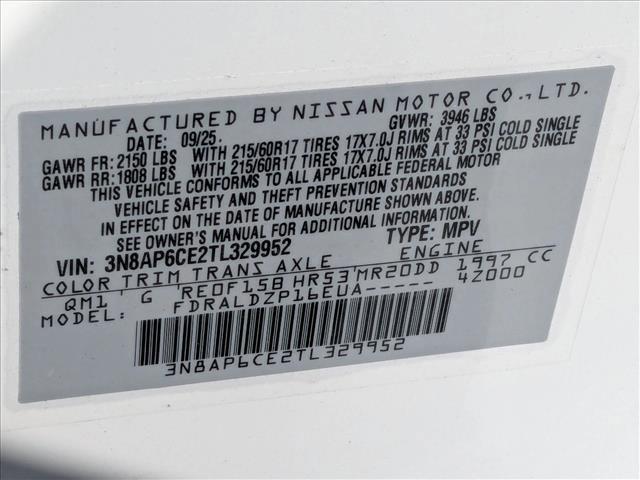 MANUFACTURED BY NISSAN MOTOR CO.,LTD.
DATE: 09/25. GVWR: 3946 LBS
GAWR FR: 2150 LBS WITH 215/60R17 TIRES 17X7.0J RIMS AT 33 PSI COLD SINGLE
GAWR RR: 1808 LBS WITH 215/60R17 TIRES 17X7.0J RIMS AT 33 PSI COLD SINGLE
THIS VEHICLE CONFORMS TO ALL APPLICABLE FEDERAL MOTOR
VEHICLE SAFETY AND THEFT PREVENTION STANDARDS
IN EFFECT ON THE DATE OF MANUFACTURE SHOWN ABOVE.
SEE OWNER'S MANUAL FOR ADDITIONAL INFORMATION.
VIN: 3N8AP6CE2TL329952 TYPE: MPV
COLOR TRIM TRANS AXLE ENGINE
QM1 G RE0F15B HR53 MR20DD 1997 CC
MODEL: FDRALDZP16EUA----- 4Z000
3N8AP6CE2TL329952